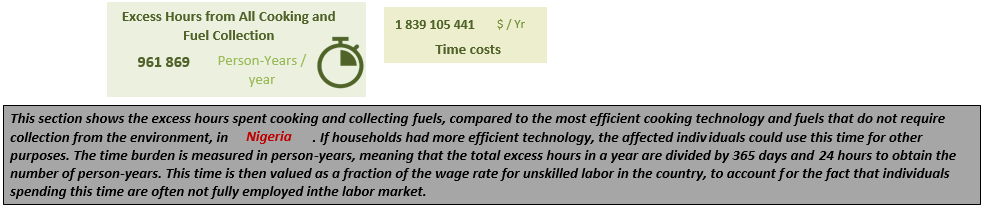 Excess Hours from All Cooking and
Fuel Collection
961 869 Person-Years /
year
1 839 105 441 $ / Yr
Time costs
This section shows the excess hours spent cooking and collecting fuels, compared to the most efficient cooking technology and fuels that do not require
collection from the environment, in Nigeria . If households had more efficient technology, the affected individuals could use this time for other
purposes. The time burden is measured in person-years, meaning that the total excess hours in a year are divided by 365 days and 24 hours to obtain the
number of person-years. This time is then valued as a fraction of the wage rate for unskilled labor in the country, to account for the fact that individuals
spending this time are often not fully employed inthe labor market.